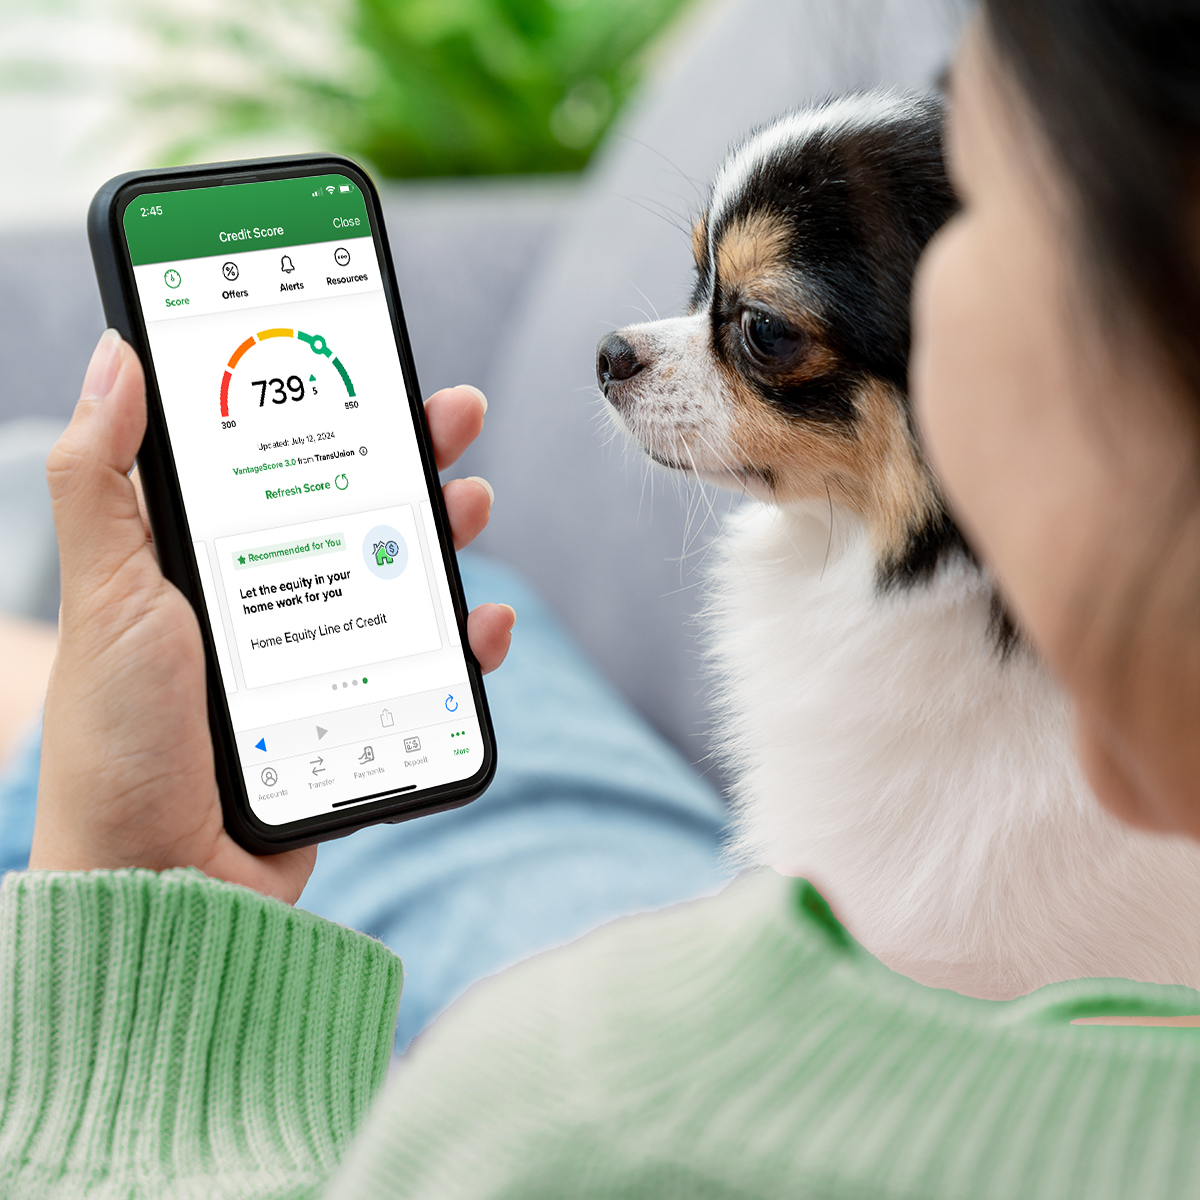 2:45
Credit Score
Close
Score
Offers
Alerts
Resources
739
5
300
850
Updated: July 12, 2024
VantageScore 3.0 from TransUnion
Refresh Score
Recommended for You
Let the equity in your
home work for you
Home Equity Line of Credit
Accounts
Transfer
Payments
Deposit
More